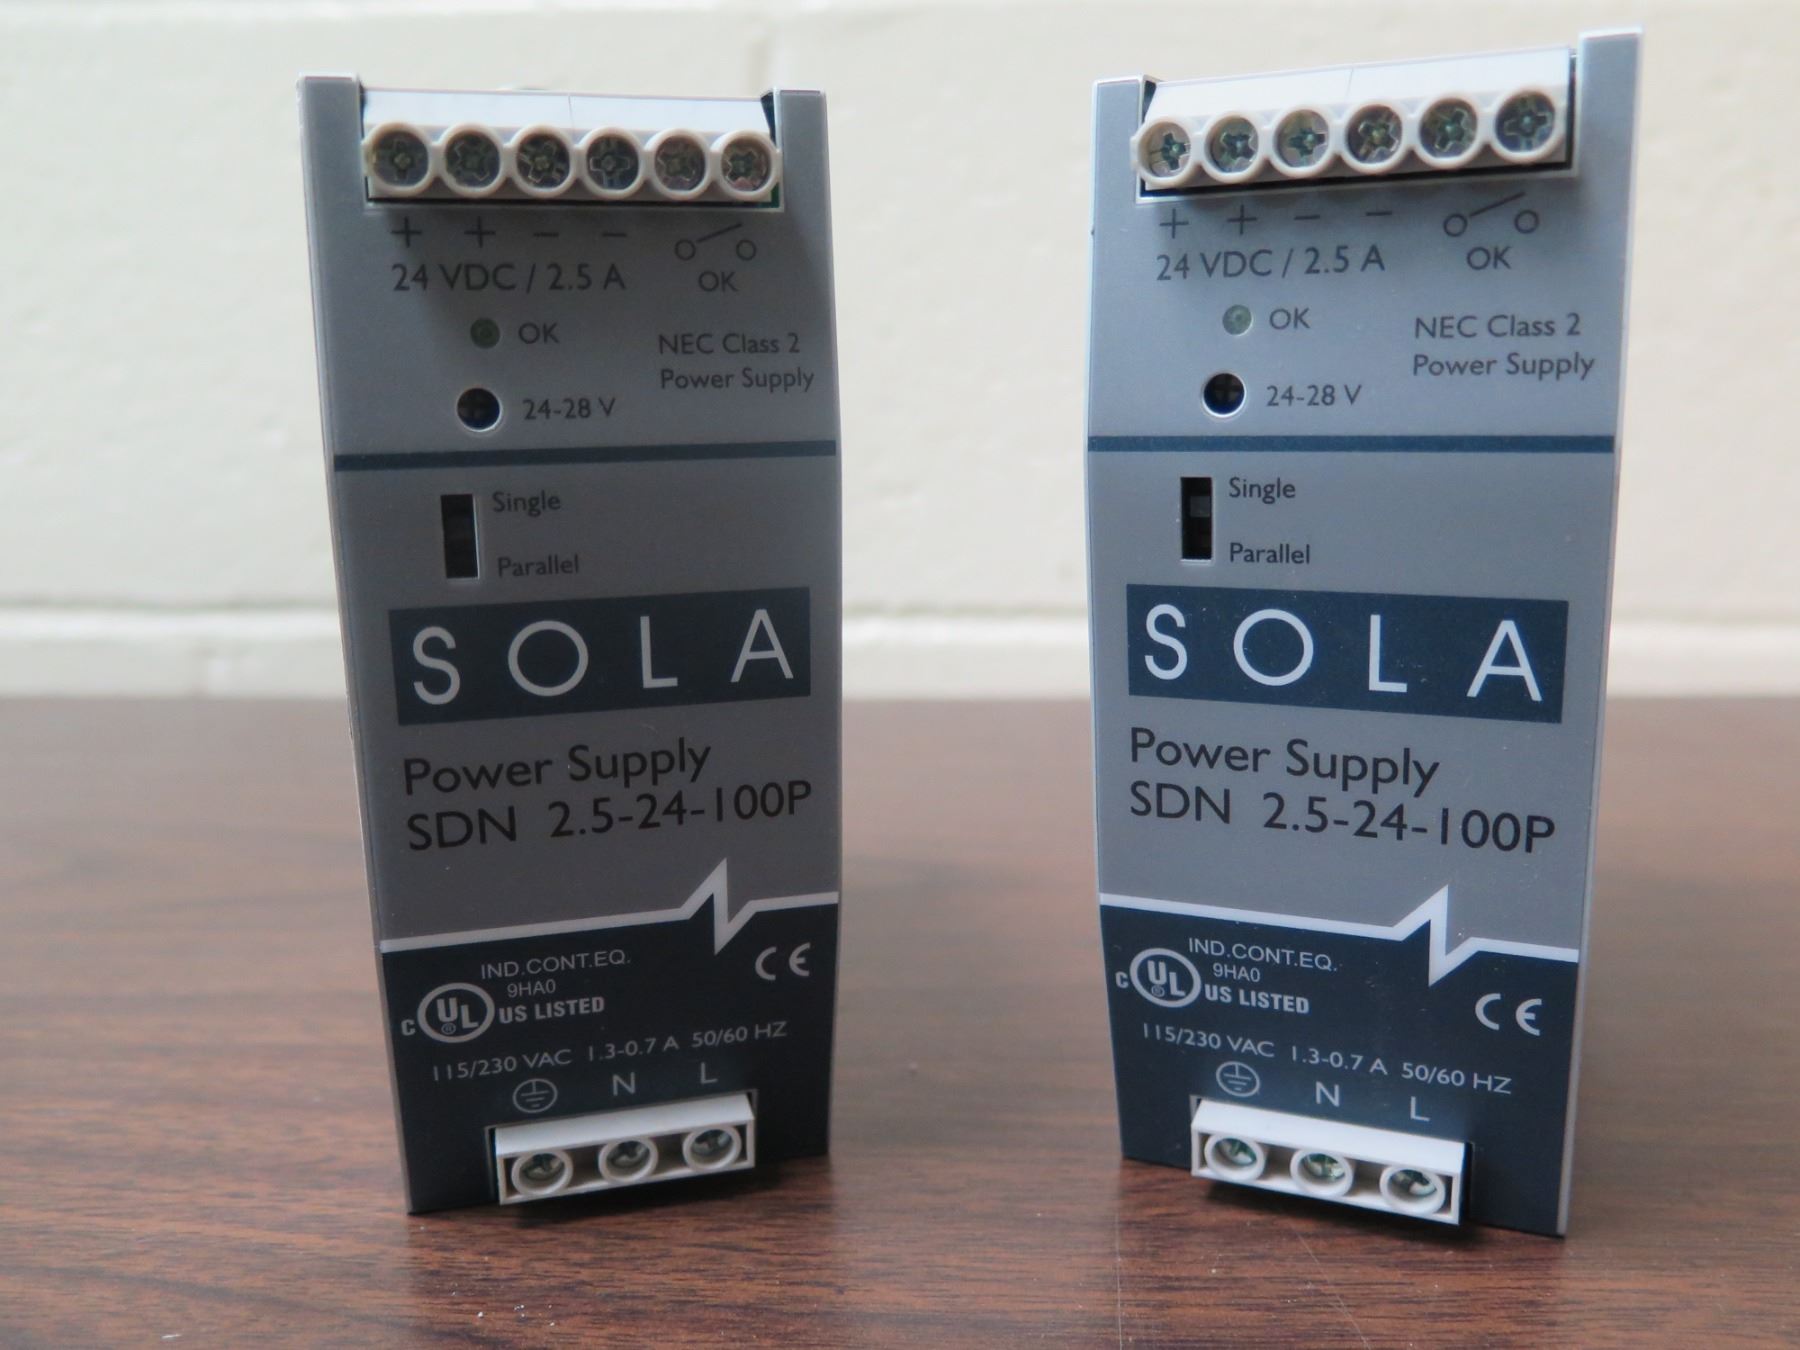 + + - -
24 VDC / 2.5 A
OK
OK
NEC Class 2
Power Supply
24-28 V
Single
Parallel
SOLA
Power Supply
SDN 2.5-24-100P
IND.CONT.EQ.
9HA0
C UL ® US LISTED
CE
115/230 VAC 1.3-0.7 A 50/60 HZ
N L
+ + - -
24 VDC / 2.5 A
OK
OK
NEC Class 2
Power Supply
24-28 V
Single
Parallel
SOLA
Power Supply
SDN 2.5-24-100P
IND.CONT.EQ.
9HA0
C UL ® US LISTED
CE
115/230 VAC 1.3-0.7 A 50/60 HZ
N L